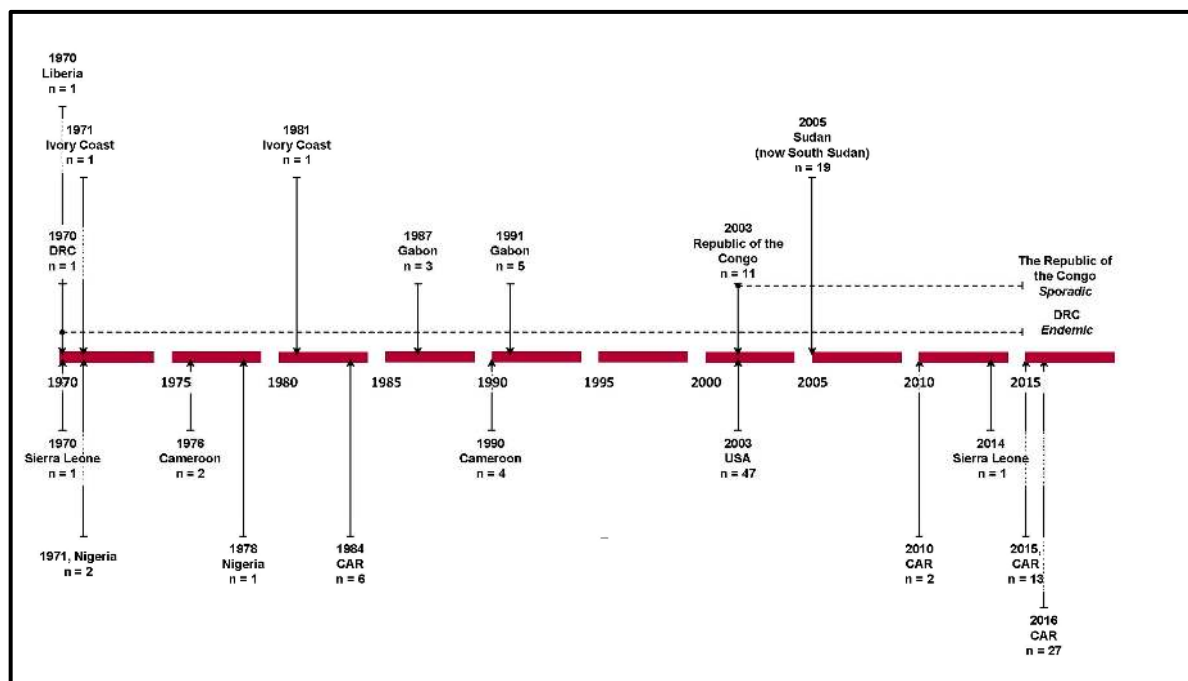 1970
Liberia
n = 1
1971
Ivory Coast
n = 1
1981
Ivory Coast
n = 1
2005
Sudan
(now South Sudan)
n = 19
1970
DRC
n = 1
1987
Gabon
n = 3
1991
Gabon
n = 5
2003
Republic of the
Congo
n = 11
The Republic of
the Congo
Sporadic
DRC
Endemic
1970
1975
1980
1985
1990
1995
2000
2005
2010
2015
1970
Sierra Leone
n = 1
1976
Cameroon
n = 2
1990
Cameroon
n = 4
2003
USA
n = 47
2014
Sierra Leone
n = 1
1971, Nigeria
n = 2
1978
Nigeria
n = 1
1984
CAR
n = 6
2010
CAR
n = 2
2015,
CAR
n = 13
2016
CAR
n = 27